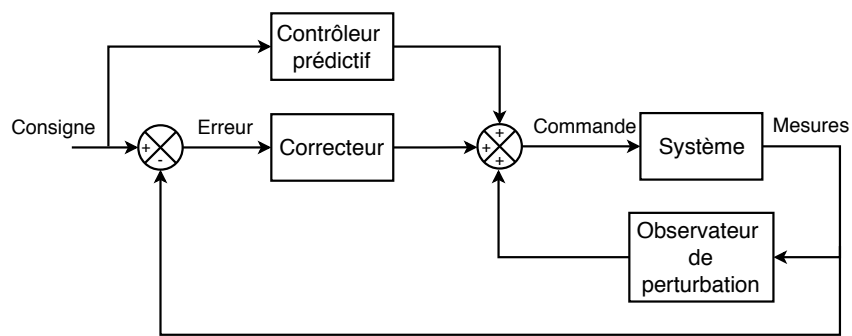 Contrôleur
prédictif
Consigne
Erreur
Commande
Mesures
+
-
Correcteur
+
+
+
Système
Observateur
de
perturbation